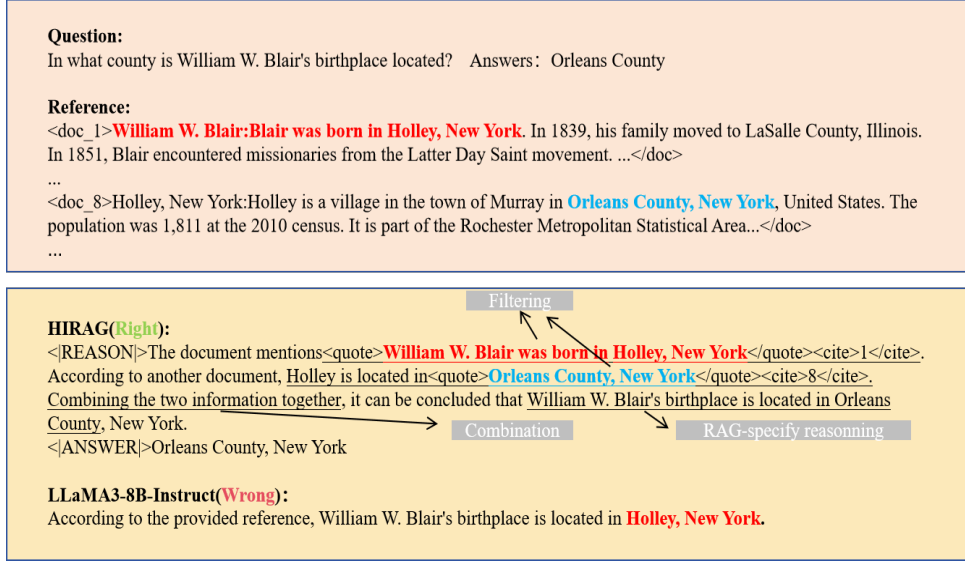 Question:
In what county is William W. Blair's birthplace located? Answers: Orleans County
Reference:
<doc_1>William W. Blair:Blair was born in Holley, New York. In 1839, his family moved to LaSalle County, Illinois.
In 1851, Blair encountered missionaries from the Latter Day Saint movement. ...</doc>
...
<doc_8>Holley, New York:Holley is a village in the town of Murray in Orleans County, New York, United States. The
population was 1,811 at the 2010 census. It is part of the Rochester Metropolitan Statistical Area...</doc>
...
Filtering
HIRAG(Right):
<|REASON|>The document mentions<quote>William W. Blair was born in Holley, New York</quote><cite>1</cite>.
According to another document, Holley is located in<quote>Orleans County, New York</quote><cite>8</cite>.
Combining the two information together, it can be concluded that William W. Blair's birthplace is located in Orleans
County, New York.
Combination
RAG-specify reasonning
<|ANSWER|>Orleans County, New York
LLaMA3-8B-Instruct(Wrong):
According to the provided reference, William W. Blair's birthplace is located in Holley, New York.